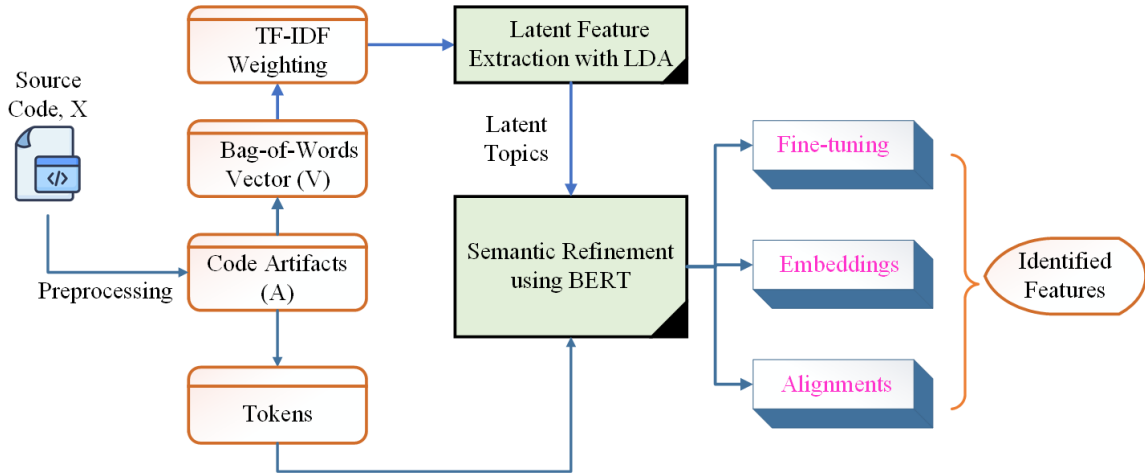 Source
Code, X
</>
Preprocessing
TF-IDF
Weighting
Bag-of-Words
Vector (V)
Code Artifacts
(A)
Tokens
Latent Feature
Extraction with LDA
Latent
Topics
Semantic Refinement
using BERT
Fine-tuning
Embeddings
Alignments
Identified
Features